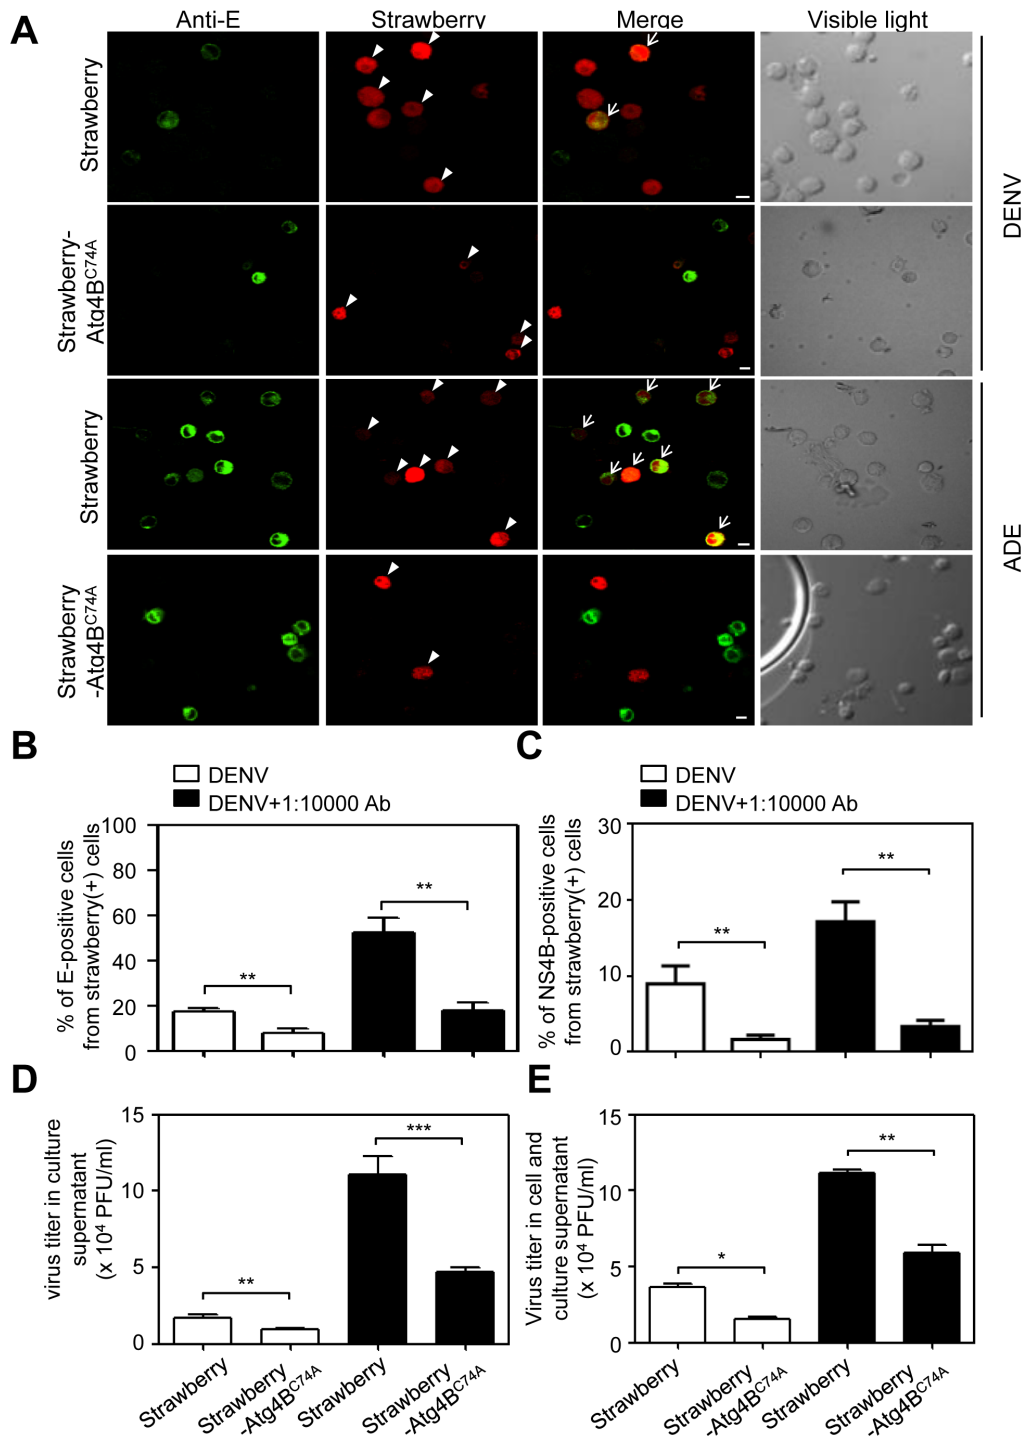 A
Anti-E
Strawberry
Merge
Visible light
Strawberry
Strawberry-
Atg4B^C74A
Strawberry
Strawberry
-Atg4B^C74A
DENV
ADE
B
DENV
DENV+1:10000 Ab
% of E-positive cells
from strawberry(+) cells
100
80
60
40
20
0
**
**
C
DENV
DENV+1:10000 Ab
% of NS4B-positive cells
from strawberry(+) cells
30
20
10
0
**
**
D
virus titer in culture
supernatant
(x 10⁴ PFU/ml)
15
10
5
0
**
***
Strawberry
Strawberry
-Atg4B^C74A
Strawberry
Strawberry
-Atg4B^C74A
E
Virus titer in cell and
culture supernatant
(x 10⁴ PFU/ml)
15
10
5
0
*
**
Strawberry
Strawberry
-Atg4B^C74A
Strawberry
Strawberry
-Atg4B^C74A